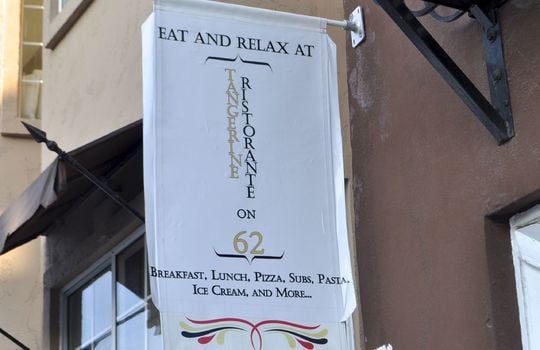 EAT AND RELAX AT
TANGERINE
RISTORANTE
ON
62
BREAKFAST, LUNCH, PIZZA, SUBS, PASTA,
ICE CREAM, AND MORE...